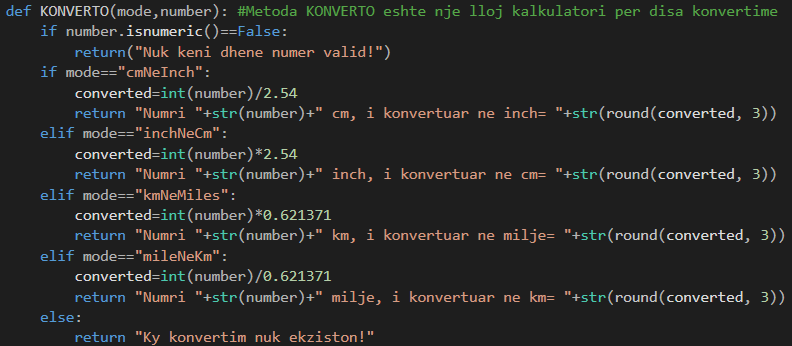 def KONVERTO(mode,number): #Metoda KONVERTO eshte nje lloj kalkulatori per disa konvertime
    if number.isnumeric()==False:
        return("Nuk keni dhene numer valid!")
    if mode=="cmNeInch":
        converted=int(number)/2.54
        return "Numri "+str(number)+" cm, i konvertuar ne inch= "+str(round(converted, 3))
    elif mode=="inchNeCm":
        converted=int(number)*2.54
        return "Numri "+str(number)+" inch, i konvertuar ne cm= "+str(round(converted, 3))
    elif mode=="kmNeMiles":
        converted=int(number)*0.621371
        return "Numri "+str(number)+" km, i konvertuar ne milje= "+str(round(converted, 3))
    elif mode=="mileNeKm":
        converted=int(number)/0.621371
        return "Numri "+str(number)+" milje, i konvertuar ne km= "+str(round(converted, 3))
    else:
        return "Ky konvertim nuk ekziston!"